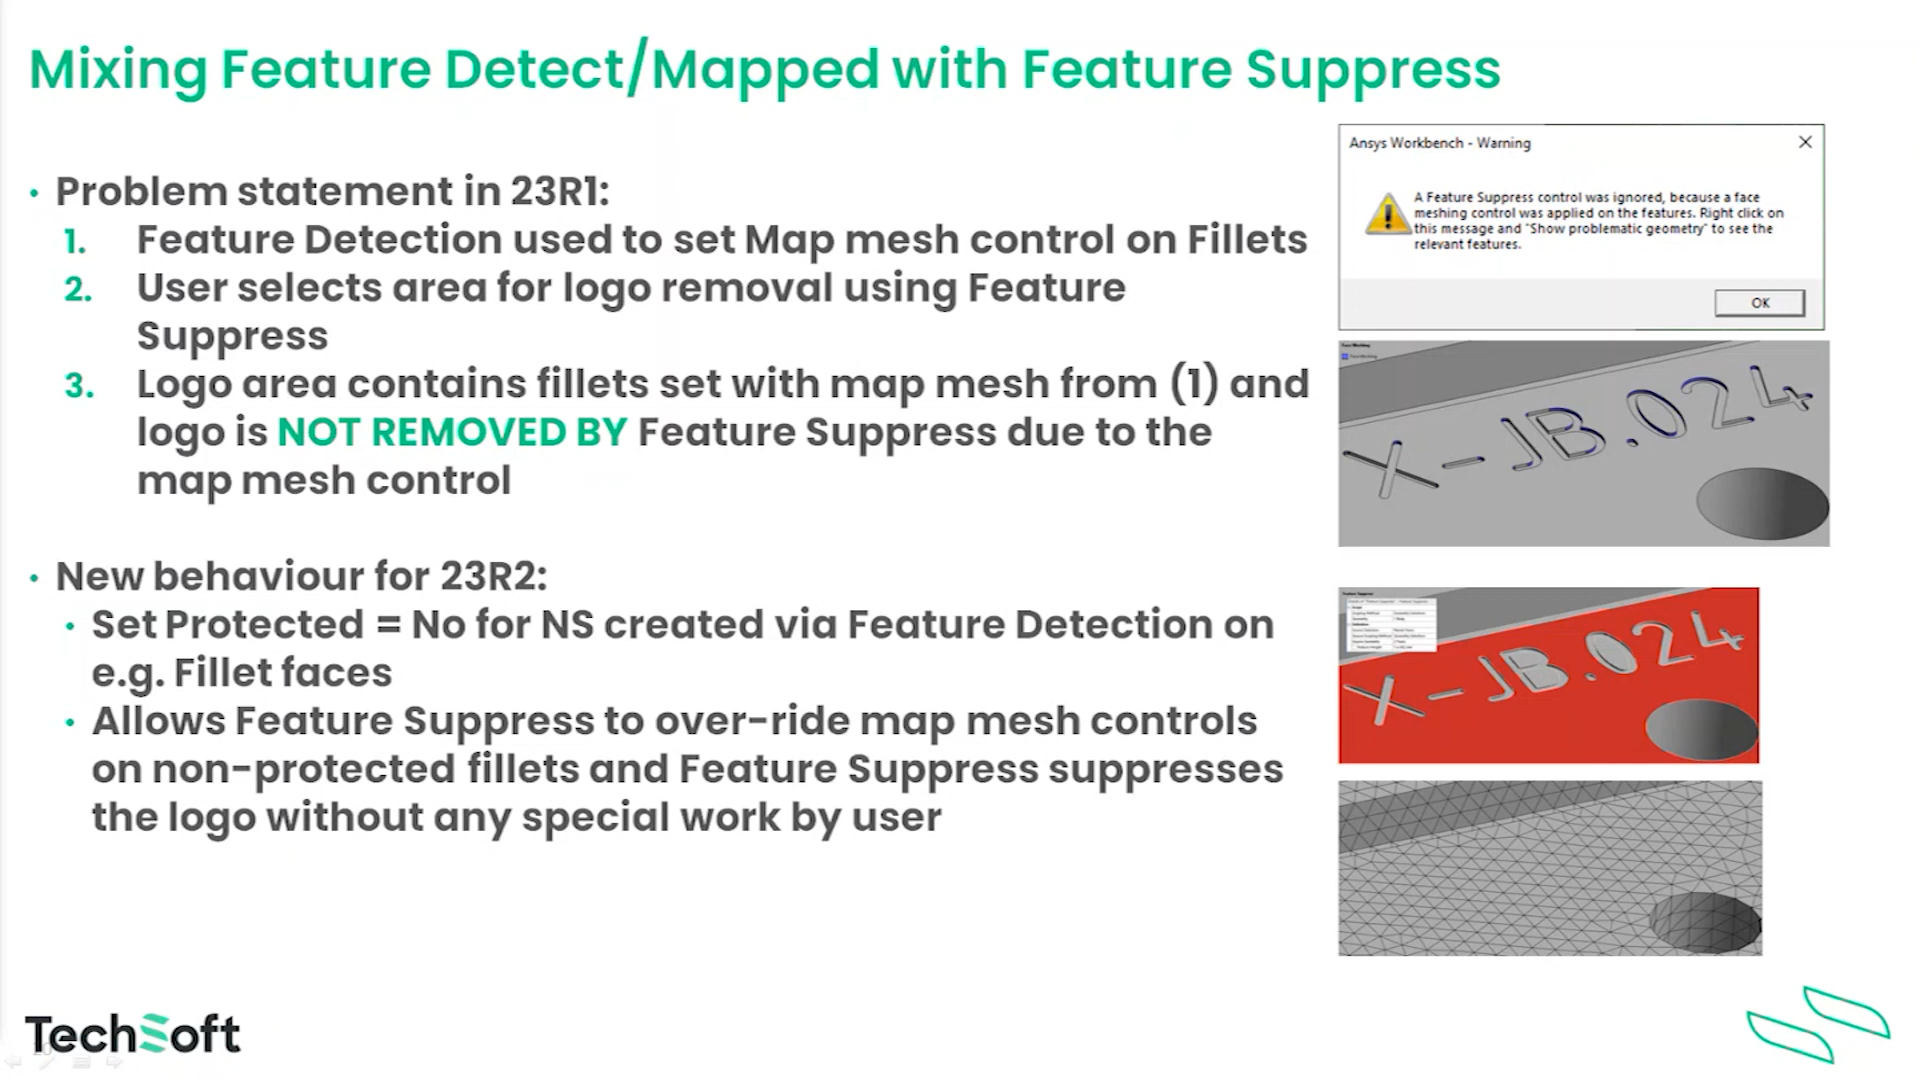 Mixing Feature Detect/Mapped with Feature Suppress
• Problem statement in 23R1:
1. Feature Detection used to set Map mesh control on Fillets
2. User selects area for logo removal using Feature
Suppress
3. Logo area contains fillets set with map mesh from (1) and
logo is NOT REMOVED BY Feature Suppress due to the
map mesh control
• New behaviour for 23R2:
• Set Protected = No for NS created via Feature Detection on
e.g. Fillet faces
• Allows Feature Suppress to over-ride map mesh controls
on non-protected fillets and Feature Suppress suppresses
the logo without any special work by user
Ansys Workbench - Warning
A Feature Suppress control was ignored, because a face
meshing control was applied on the features. Right click on
this message and "Show problematic geometry" to see the
relevant features.
OK
X-JB.024
X-JB.024
TechSoft